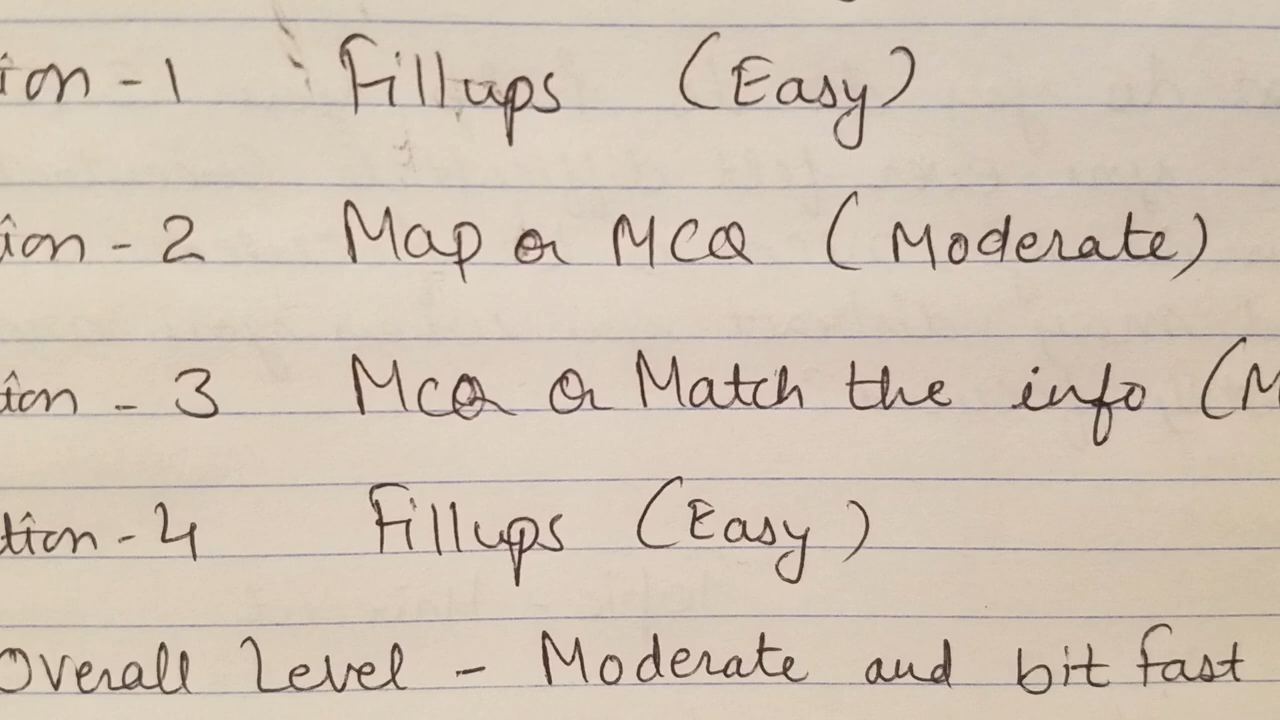 ion - 1 Fillups (Easy)
ion - 2 Map or MCQ (Moderate)
tion - 3 McQ or Match the info (M
tion - 4 Fillups (Easy)
Overall Level - Moderate and bit fast